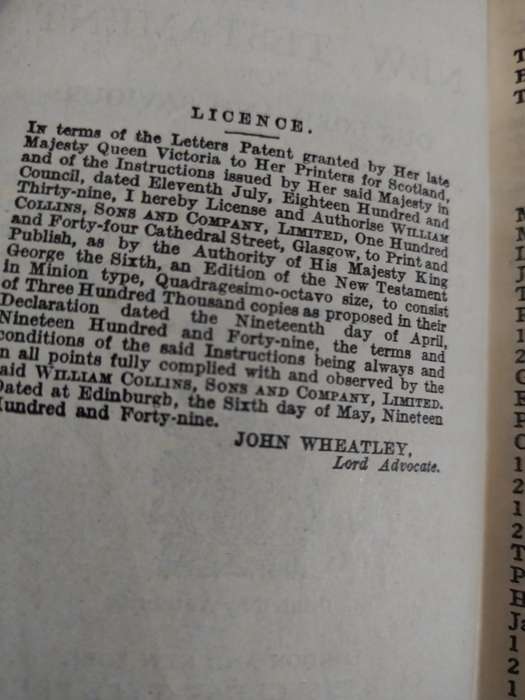 LICENCE.
In terms of the Letters Patent granted by Her late
Majesty Queen Victoria to Her Printers for Scotland,
and of the Instructions issued by Her said Majesty in
Council, dated Eleventh July, Eighteen Hundred and
Thirty-nine, I hereby License and Authorise WILLIAM
COLLINS, SONS AND COMPANY, LIMITED, One Hundred
and Forty-four Cathedral Street, Glasgow, to Print and
Publish, as by the Authority of His Majesty King
George the Sixth, an Edition of the New Testament
in Minion type, Quadragesimo-octavo size, to consist
of Three Hundred Thousand copies as proposed in their
Declaration dated the Nineteenth day of April,
Nineteen Hundred and Forty-nine, the terms and
conditions of the said Instructions being always and
in all points fully complied with and observed by the
said WILLIAM COLLINS, SONS AND COMPANY, LIMITED.
Dated at Edinburgh, the Sixth day of May, Nineteen
Hundred and Forty-nine.
JOHN WHEATLEY,
Lord Advocate.